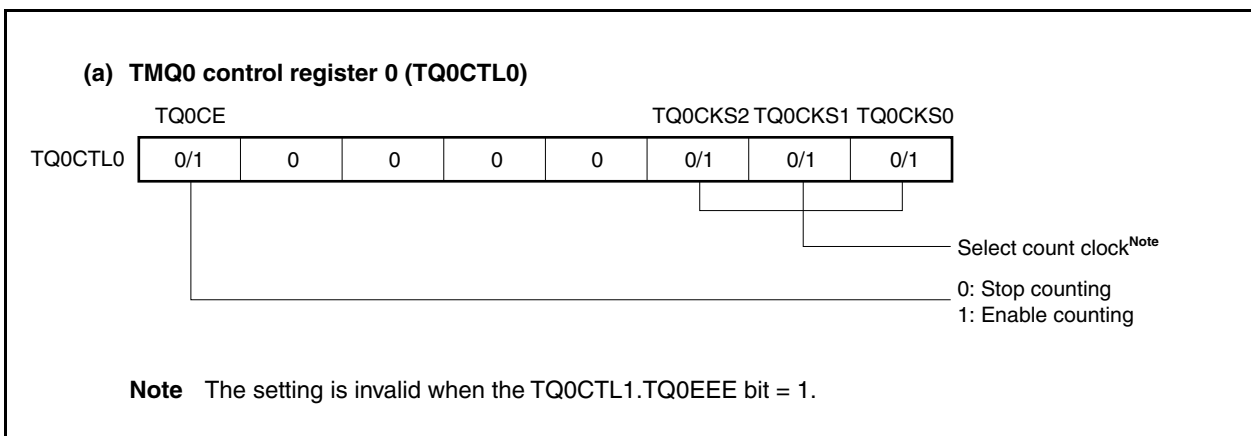 (a) TMQ0 control register 0 (TQ0CTL0)
TQ0CE TQ0CKS2 TQ0CKS1 TQ0CKS0
TQ0CTL0 0/1 0 0 0 0 0/1 0/1 0/1
Select count clockNote
0: Stop counting
1: Enable counting
Note The setting is invalid when the TQ0CTL1.TQ0EEE bit = 1.